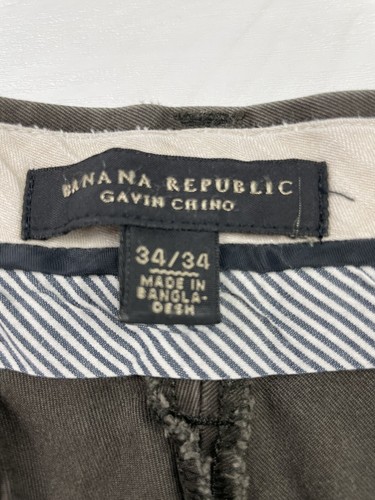 BANANA REPUBLIC
GAVIN CHINO
34/34
MADE IN
BANGLA-
DESH